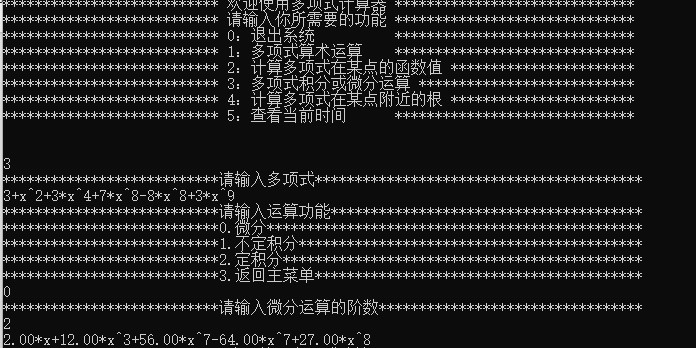 *************************** 欢迎使用多项式计算器 ***********************
*************************** 请输入你所需要的功能 ***********************
*************************** 0：退出系统 ******************************
*************************** 1：多项式算术运算 ******************************
*************************** 2：计算多项式在某点的函数值 ***********************
*************************** 3：多项式积分或微分运算 ***************************
*************************** 4：计算多项式在某点附近的根 ***********************
*************************** 5：查看当前时间 ******************************
3
***************************请输入多项式*****************************************
3+x^2+3*x^4+7*x^8-8*x^8+3*x^9
***************************请输入运算功能***************************************
***************************0.微分***********************************************
***************************1.不定积分*******************************************
***************************2.定积分*********************************************
***************************3.返回主菜单*****************************************
0
***************************请输入微分运算的阶数*********************************
2
2.00*x+12.00*x^3+56.00*x^7-64.00*x^7+27.00*x^8